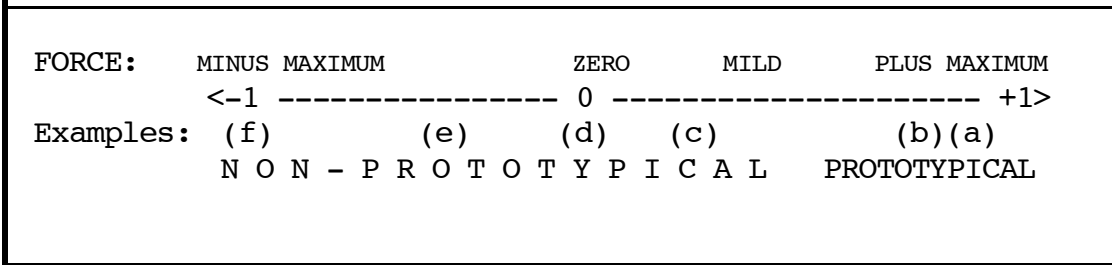 FORCE: MINUS MAXIMUM ZERO MILD PLUS MAXIMUM
<-1 ---------------- 0 --------------------- +1>
Examples: (f) (e) (d) (c) (b)(a)
N O N - P R O T O T Y P I C A L PROTOTYPICAL